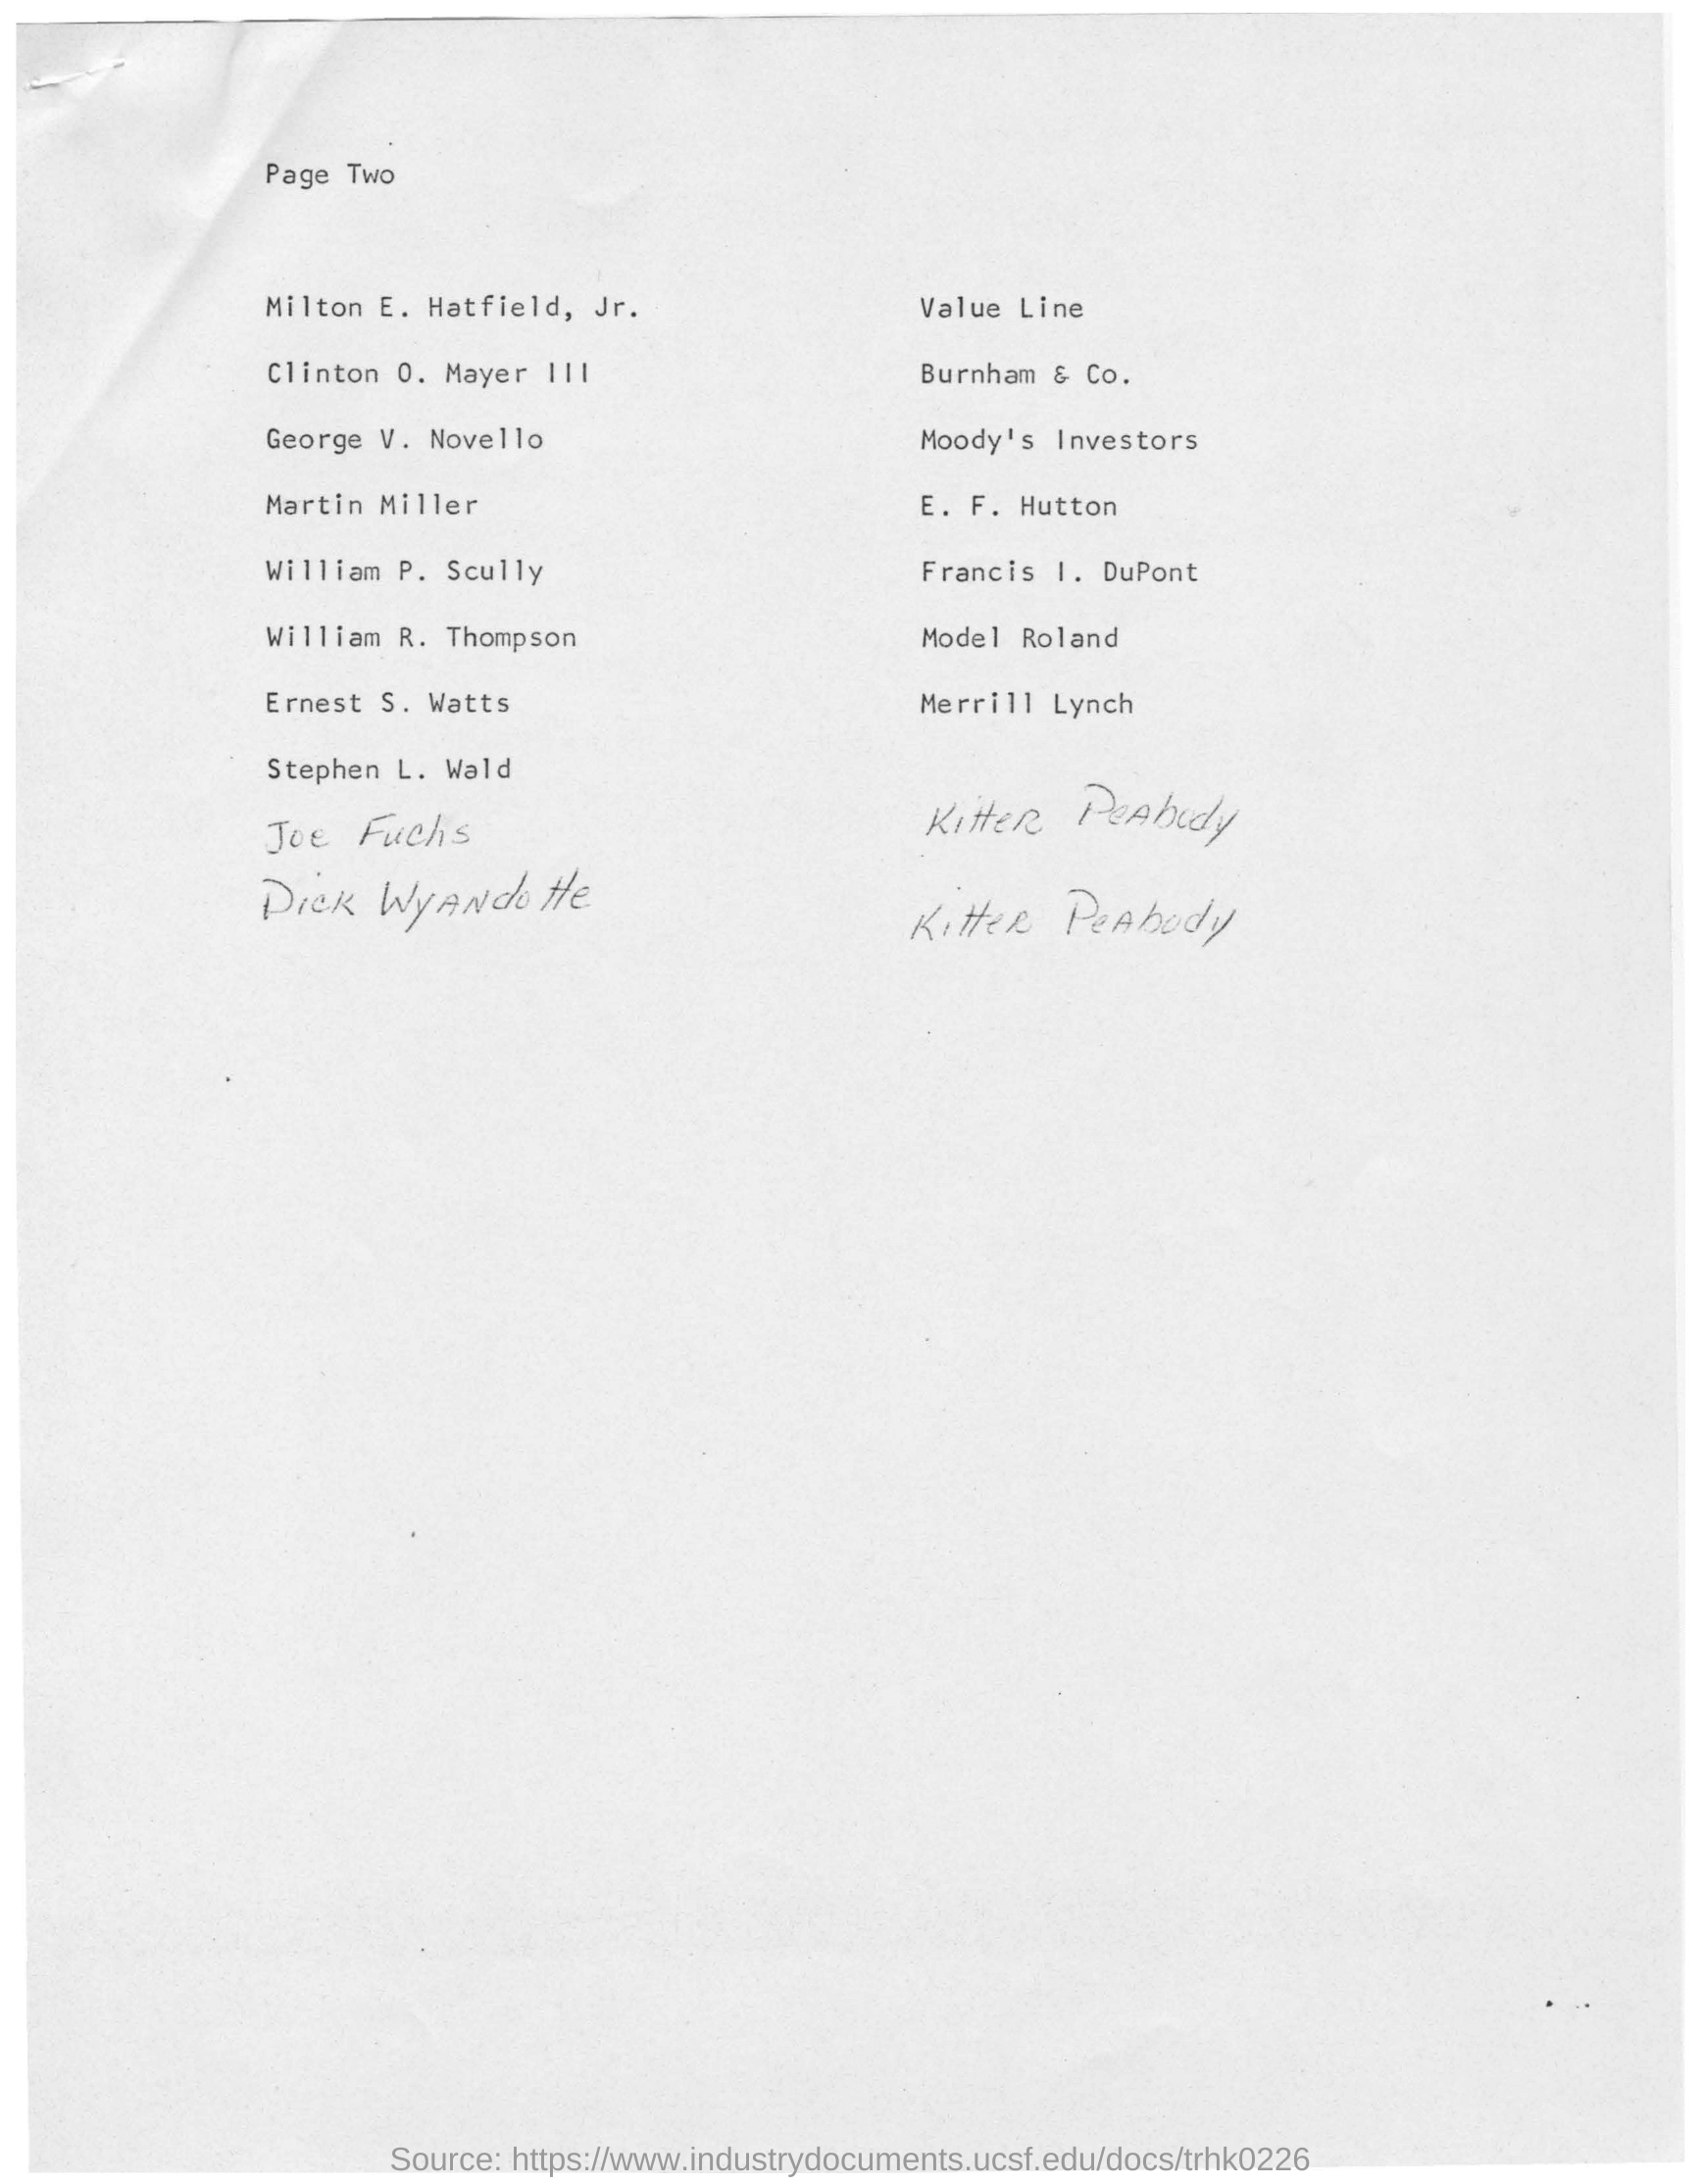 Page Two
Milton E. Hatfield, Jr. Value Line
Clinton O. Mayer III Burnham & Co.
George V. Novello Moody's Investors
Martin Miller E. F. Hutton
William P. Scully Francis I. DuPont
William R. Thompson Model Roland
Ernest S. Watts Merrill Lynch
Stephen L. Wald
Joe Fuchs Kitter Peabody
Dick Wyandotte Kitter Peabody
Source: https://www.industrydocuments.ucsf.edu/docs/trhk0226